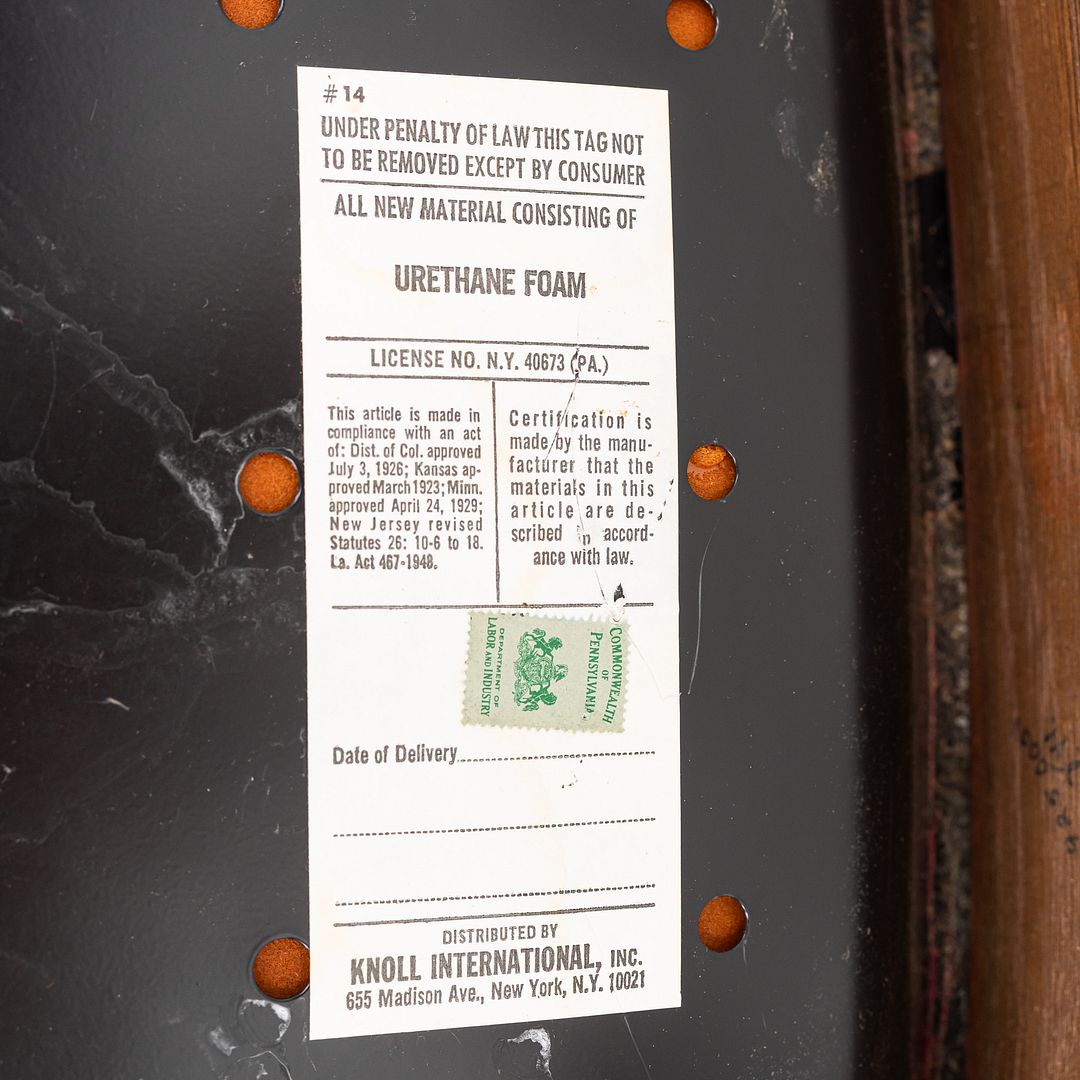 #14
UNDER PENALTY OF LAW THIS TAG NOT
TO BE REMOVED EXCEPT BY CONSUMER
ALL NEW MATERIAL CONSISTING OF
URETHANE FOAM
LICENSE NO. N.Y. 40673 (PA.)
This article is made in
compliance with an act
of: Dist. of Col. approved
July 3, 1926; Kansas ap-
proved March 1923; Minn.
approved April 24, 1929;
New Jersey revised
Statutes 26: 10-6 to 18.
La. Act 467-1948.
Certification is
made by the manu-
facturer that the
materials in this
article are de-
scribed in accord-
ance with law.
COMMONWEALTH
OF
PENNSYLVANIA
DEPARTMENT OF
LABOR AND INDUSTRY
Date of Delivery
DISTRIBUTED BY
KNOLL INTERNATIONAL, INC.
655 Madison Ave., New York, N.Y. 10021